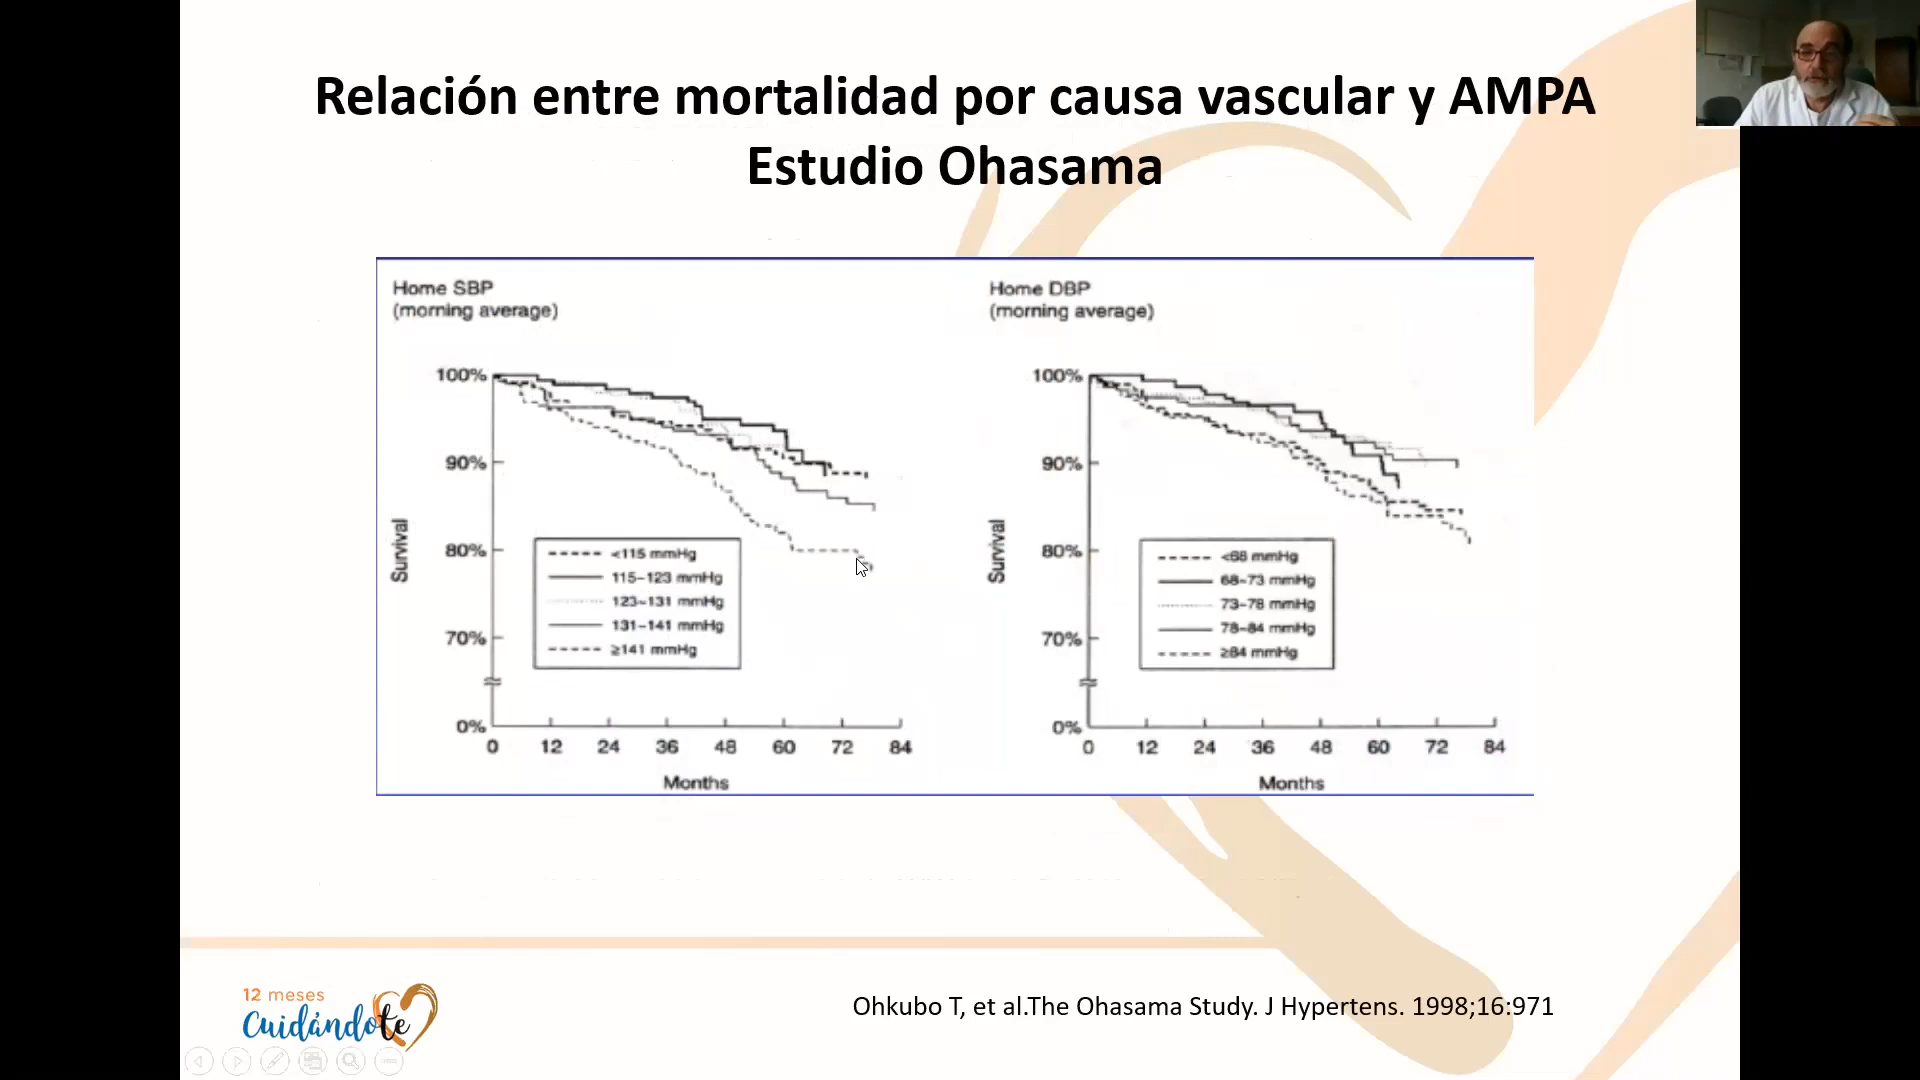 Relación entre mortalidad por causa vascular y AMPA
Estudio Ohasama
Home SBP
(morning average)
100%
90%
80%
70%
0%
Survival
<115 mmHg
115-123 mmHg
123-131 mmHg
131-141 mmHg
≥141 mmHg
0 12 24 36 48 60 72 84
Months
Home DBP
(morning average)
100%
90%
80%
70%
0%
Survival
<68 mmHg
68-73 mmHg
73-78 mmHg
78-84 mmHg
≥84 mmHg
0 12 24 36 48 60 72 84
Months
12 meses
Cuidándote
Ohkubo T, et al.The Ohasama Study. J Hypertens. 1998;16:971